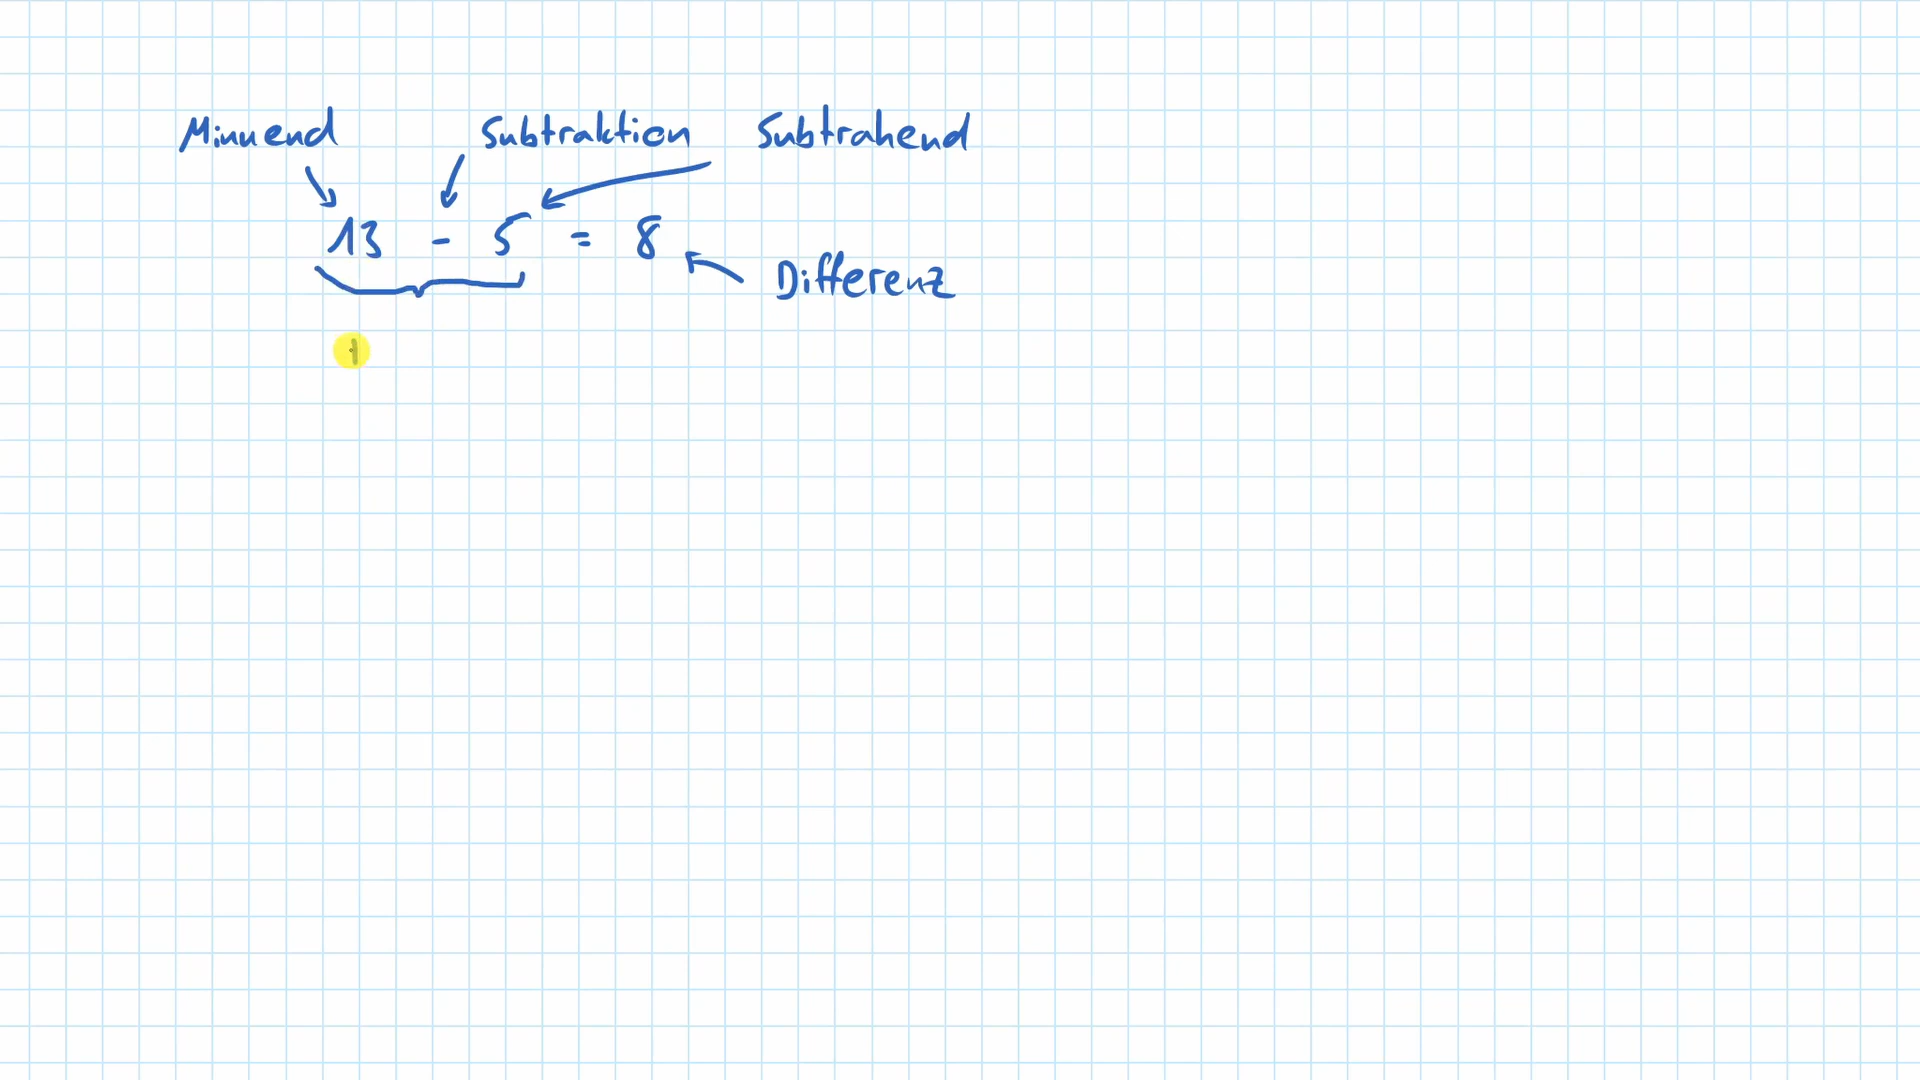 Minuend Subtraktion Subtrahend
13 - 5 = 8
Differenz